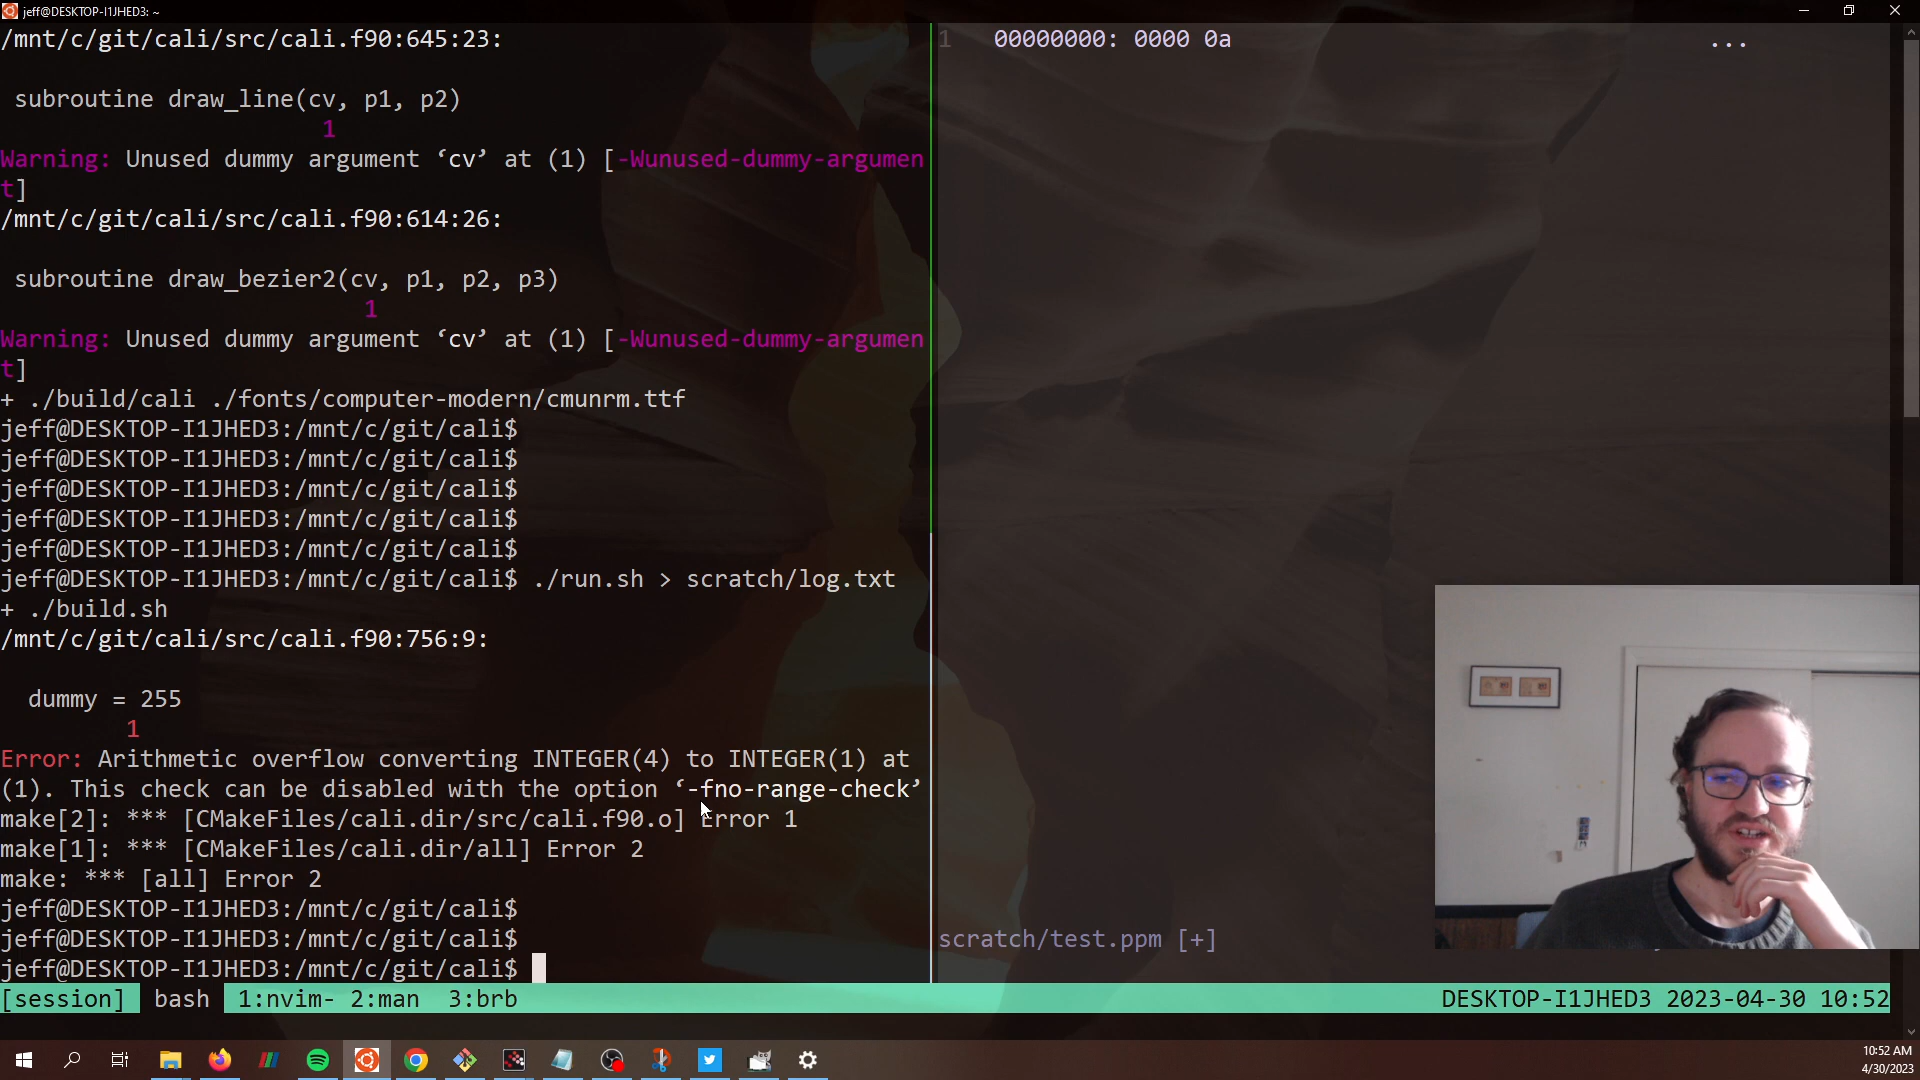 jeff@DESKTOP-I1JHED3: ~
/mnt/c/git/cali/src/cali.f90:645:23:
subroutine draw_line(cv, p1, p2)
1
Warning: Unused dummy argument ‘cv’ at (1) [-Wunused-dummy-argumen
t]
/mnt/c/git/cali/src/cali.f90:614:26:
subroutine draw_bezier2(cv, p1, p2, p3)
1
Warning: Unused dummy argument ‘cv’ at (1) [-Wunused-dummy-argumen
t]
+ ./build/cali ./fonts/computer-modern/cmunrm.ttf
jeff@DESKTOP-I1JHED3:/mnt/c/git/cali$
jeff@DESKTOP-I1JHED3:/mnt/c/git/cali$
jeff@DESKTOP-I1JHED3:/mnt/c/git/cali$
jeff@DESKTOP-I1JHED3:/mnt/c/git/cali$
jeff@DESKTOP-I1JHED3:/mnt/c/git/cali$
jeff@DESKTOP-I1JHED3:/mnt/c/git/cali$ ./run.sh > scratch/log.txt
+ ./build.sh
/mnt/c/git/cali/src/cali.f90:756:9:
dummy = 255
1
Error: Arithmetic overflow converting INTEGER(4) to INTEGER(1) at
(1). This check can be disabled with the option ‘-fno-range-check’
make[2]: *** [CMakeFiles/cali.dir/src/cali.f90.o] Error 1
make[1]: *** [CMakeFiles/cali.dir/all] Error 2
make: *** [all] Error 2
jeff@DESKTOP-I1JHED3:/mnt/c/git/cali$
jeff@DESKTOP-I1JHED3:/mnt/c/git/cali$
jeff@DESKTOP-I1JHED3:/mnt/c/git/cali$
1 00000000: 0000 0a ...
scratch/test.ppm [+]
[session] bash 1:nvim- 2:man 3:brb DESKTOP-I1JHED3 2023-04-30 10:52
10:52 AM
4/30/2023